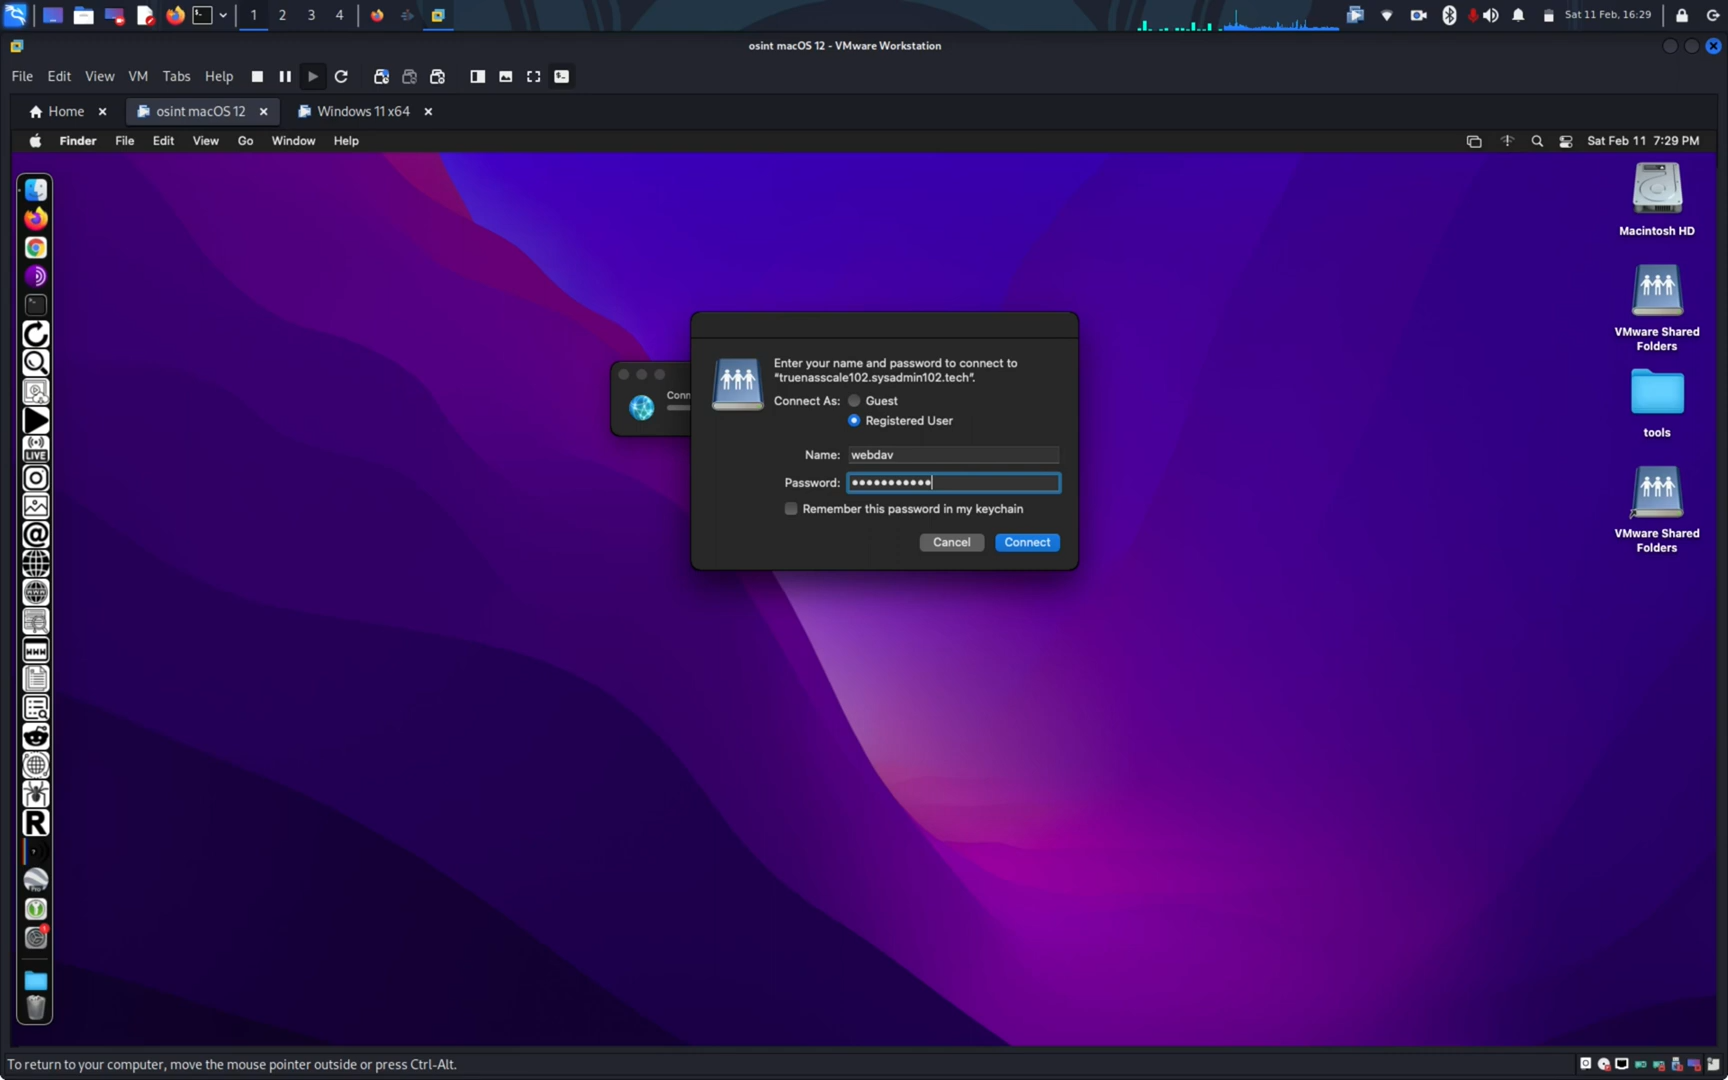 1 2 3 4
Sat 11 Feb, 16:29
osint macOS 12 - VMware Workstation
File Edit View VM Tabs Help
Home osint macOS 12 Windows 11 x64
Finder File Edit View Go Window Help
Sat Feb 11 7:29 PM
Macintosh HD
VMware Shared
Folders
tools
VMware Shared
Folders
Conn
Enter your name and password to connect to
“truenasscale102.sysadmin102.tech”.
Connect As: Guest
Registered User
Name: webdav
Password: •••••••••••
Remember this password in my keychain
Cancel Connect
LIVE
www
R
To return to your computer, move the mouse pointer outside or press Ctrl-Alt.